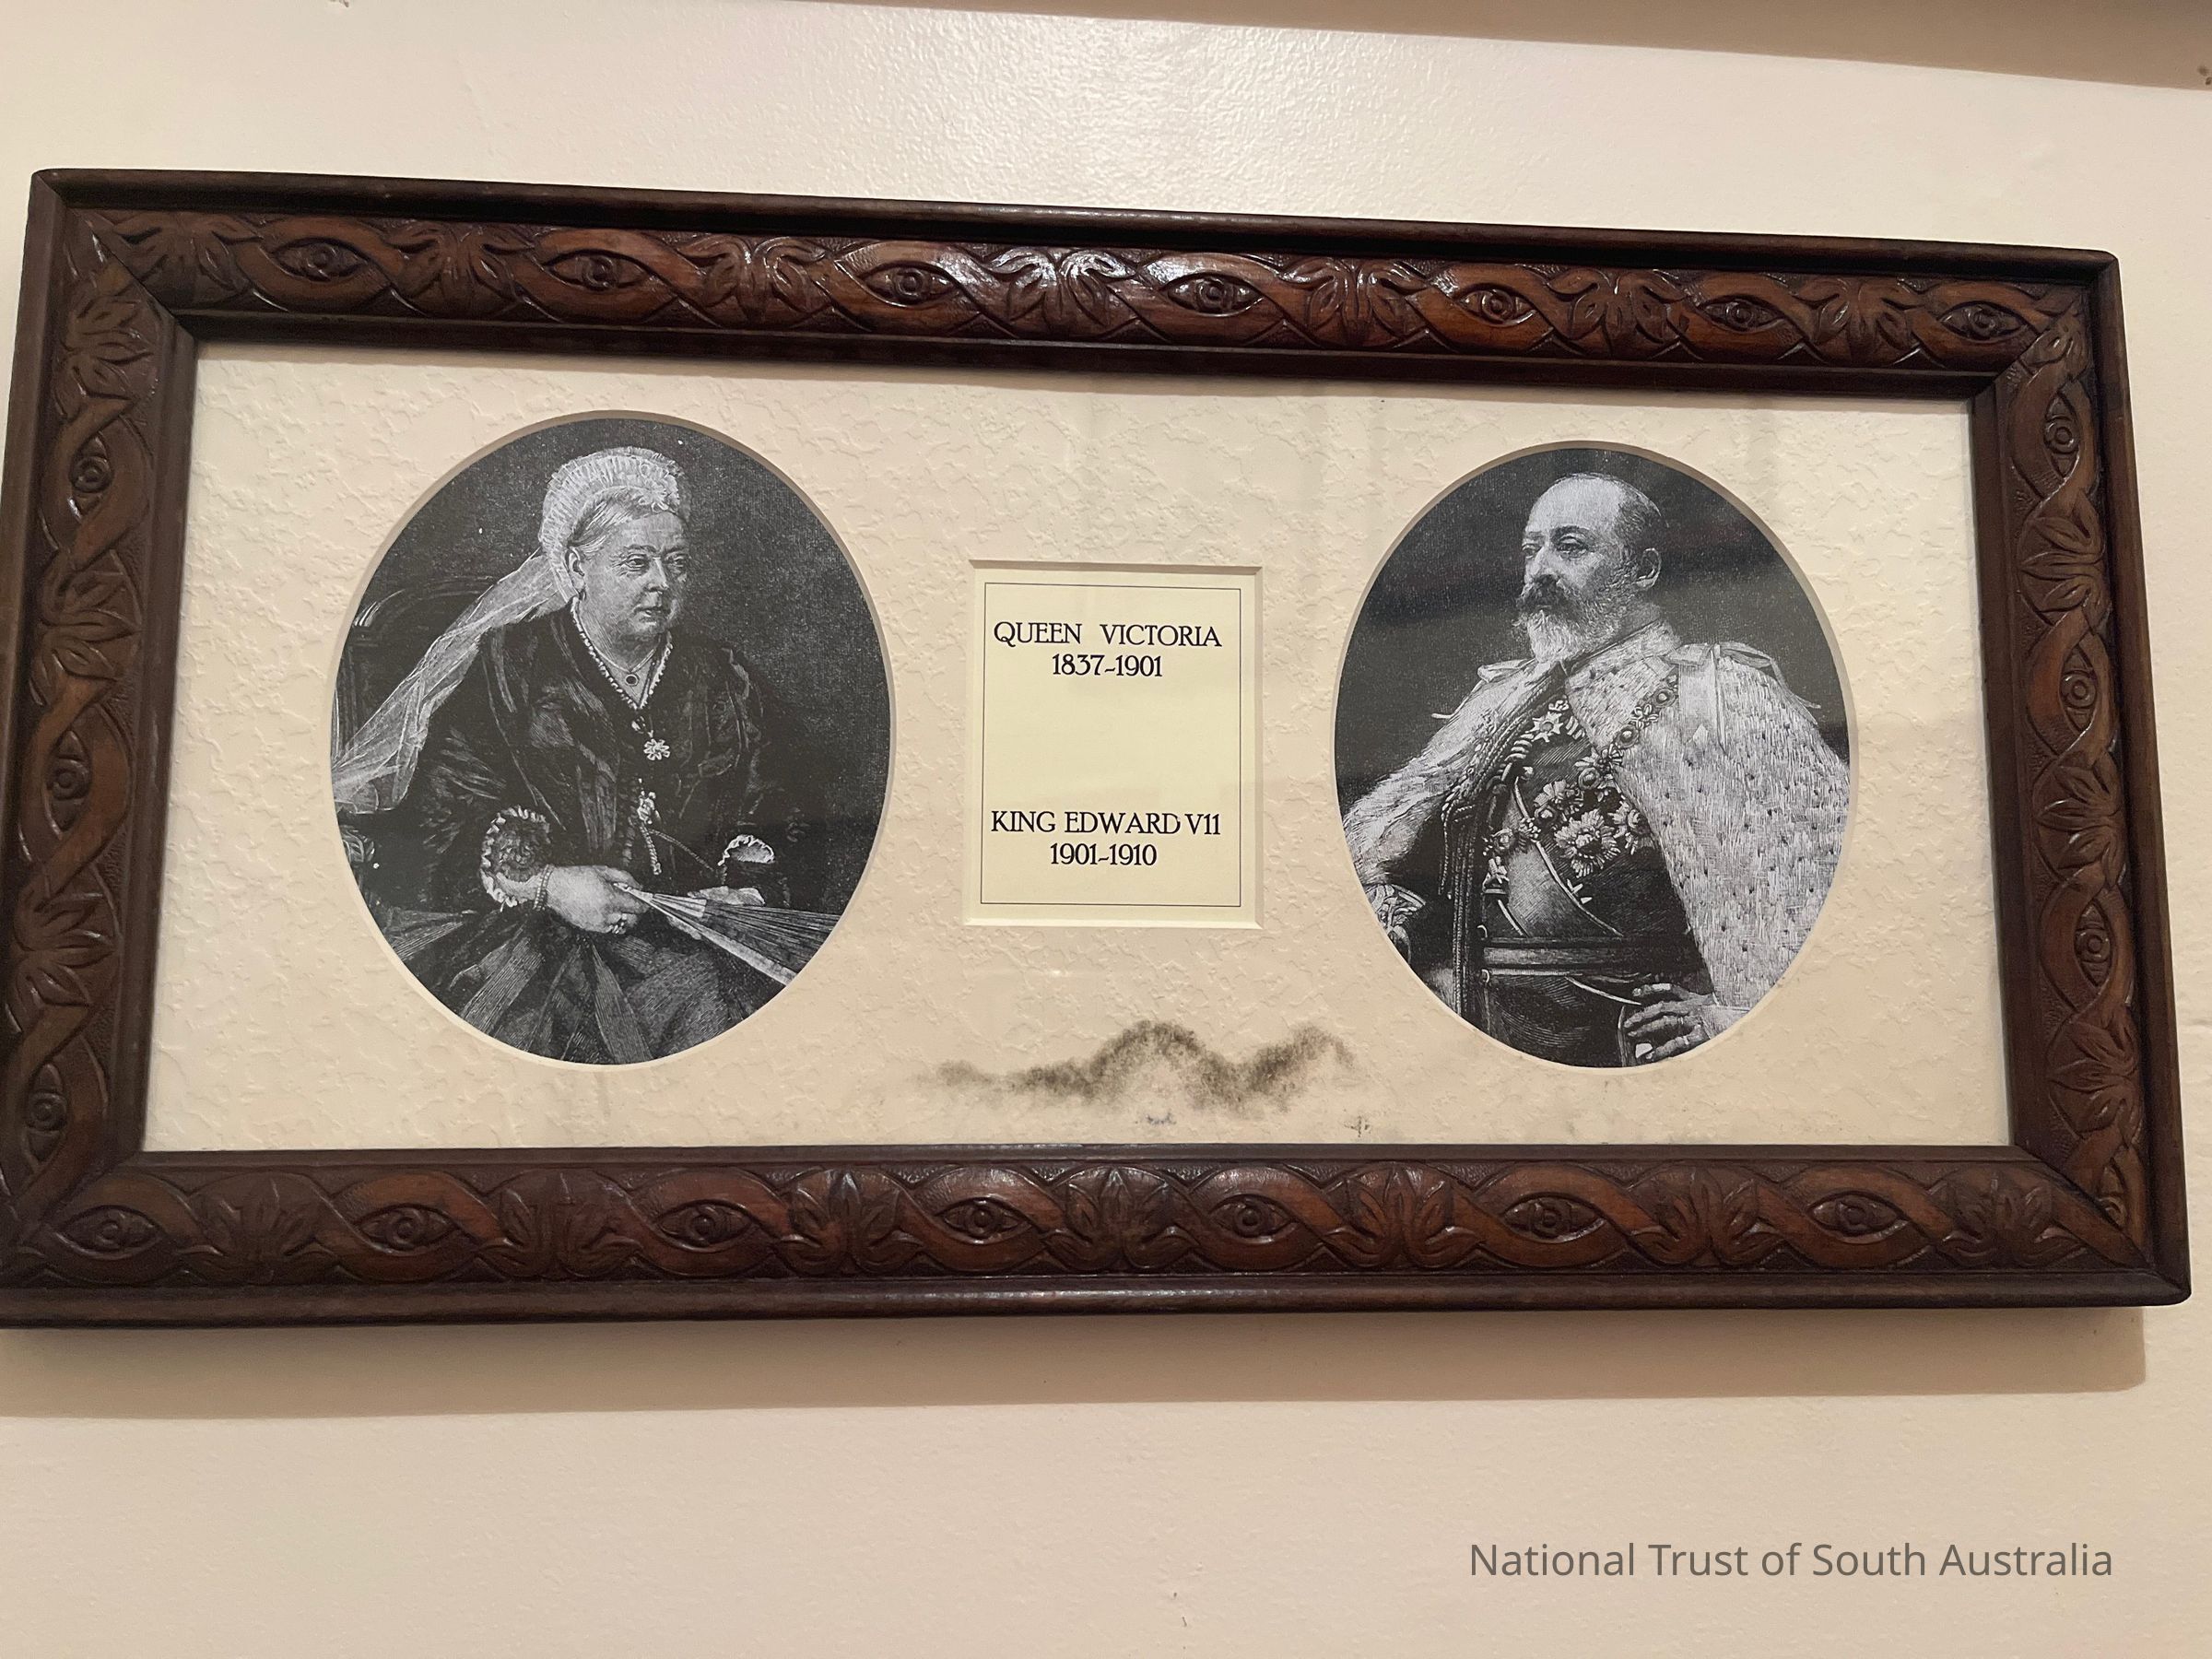 QUEEN VICTORIA
1837-1901
KING EDWARD V11
1901-1910
National Trust of South Australia